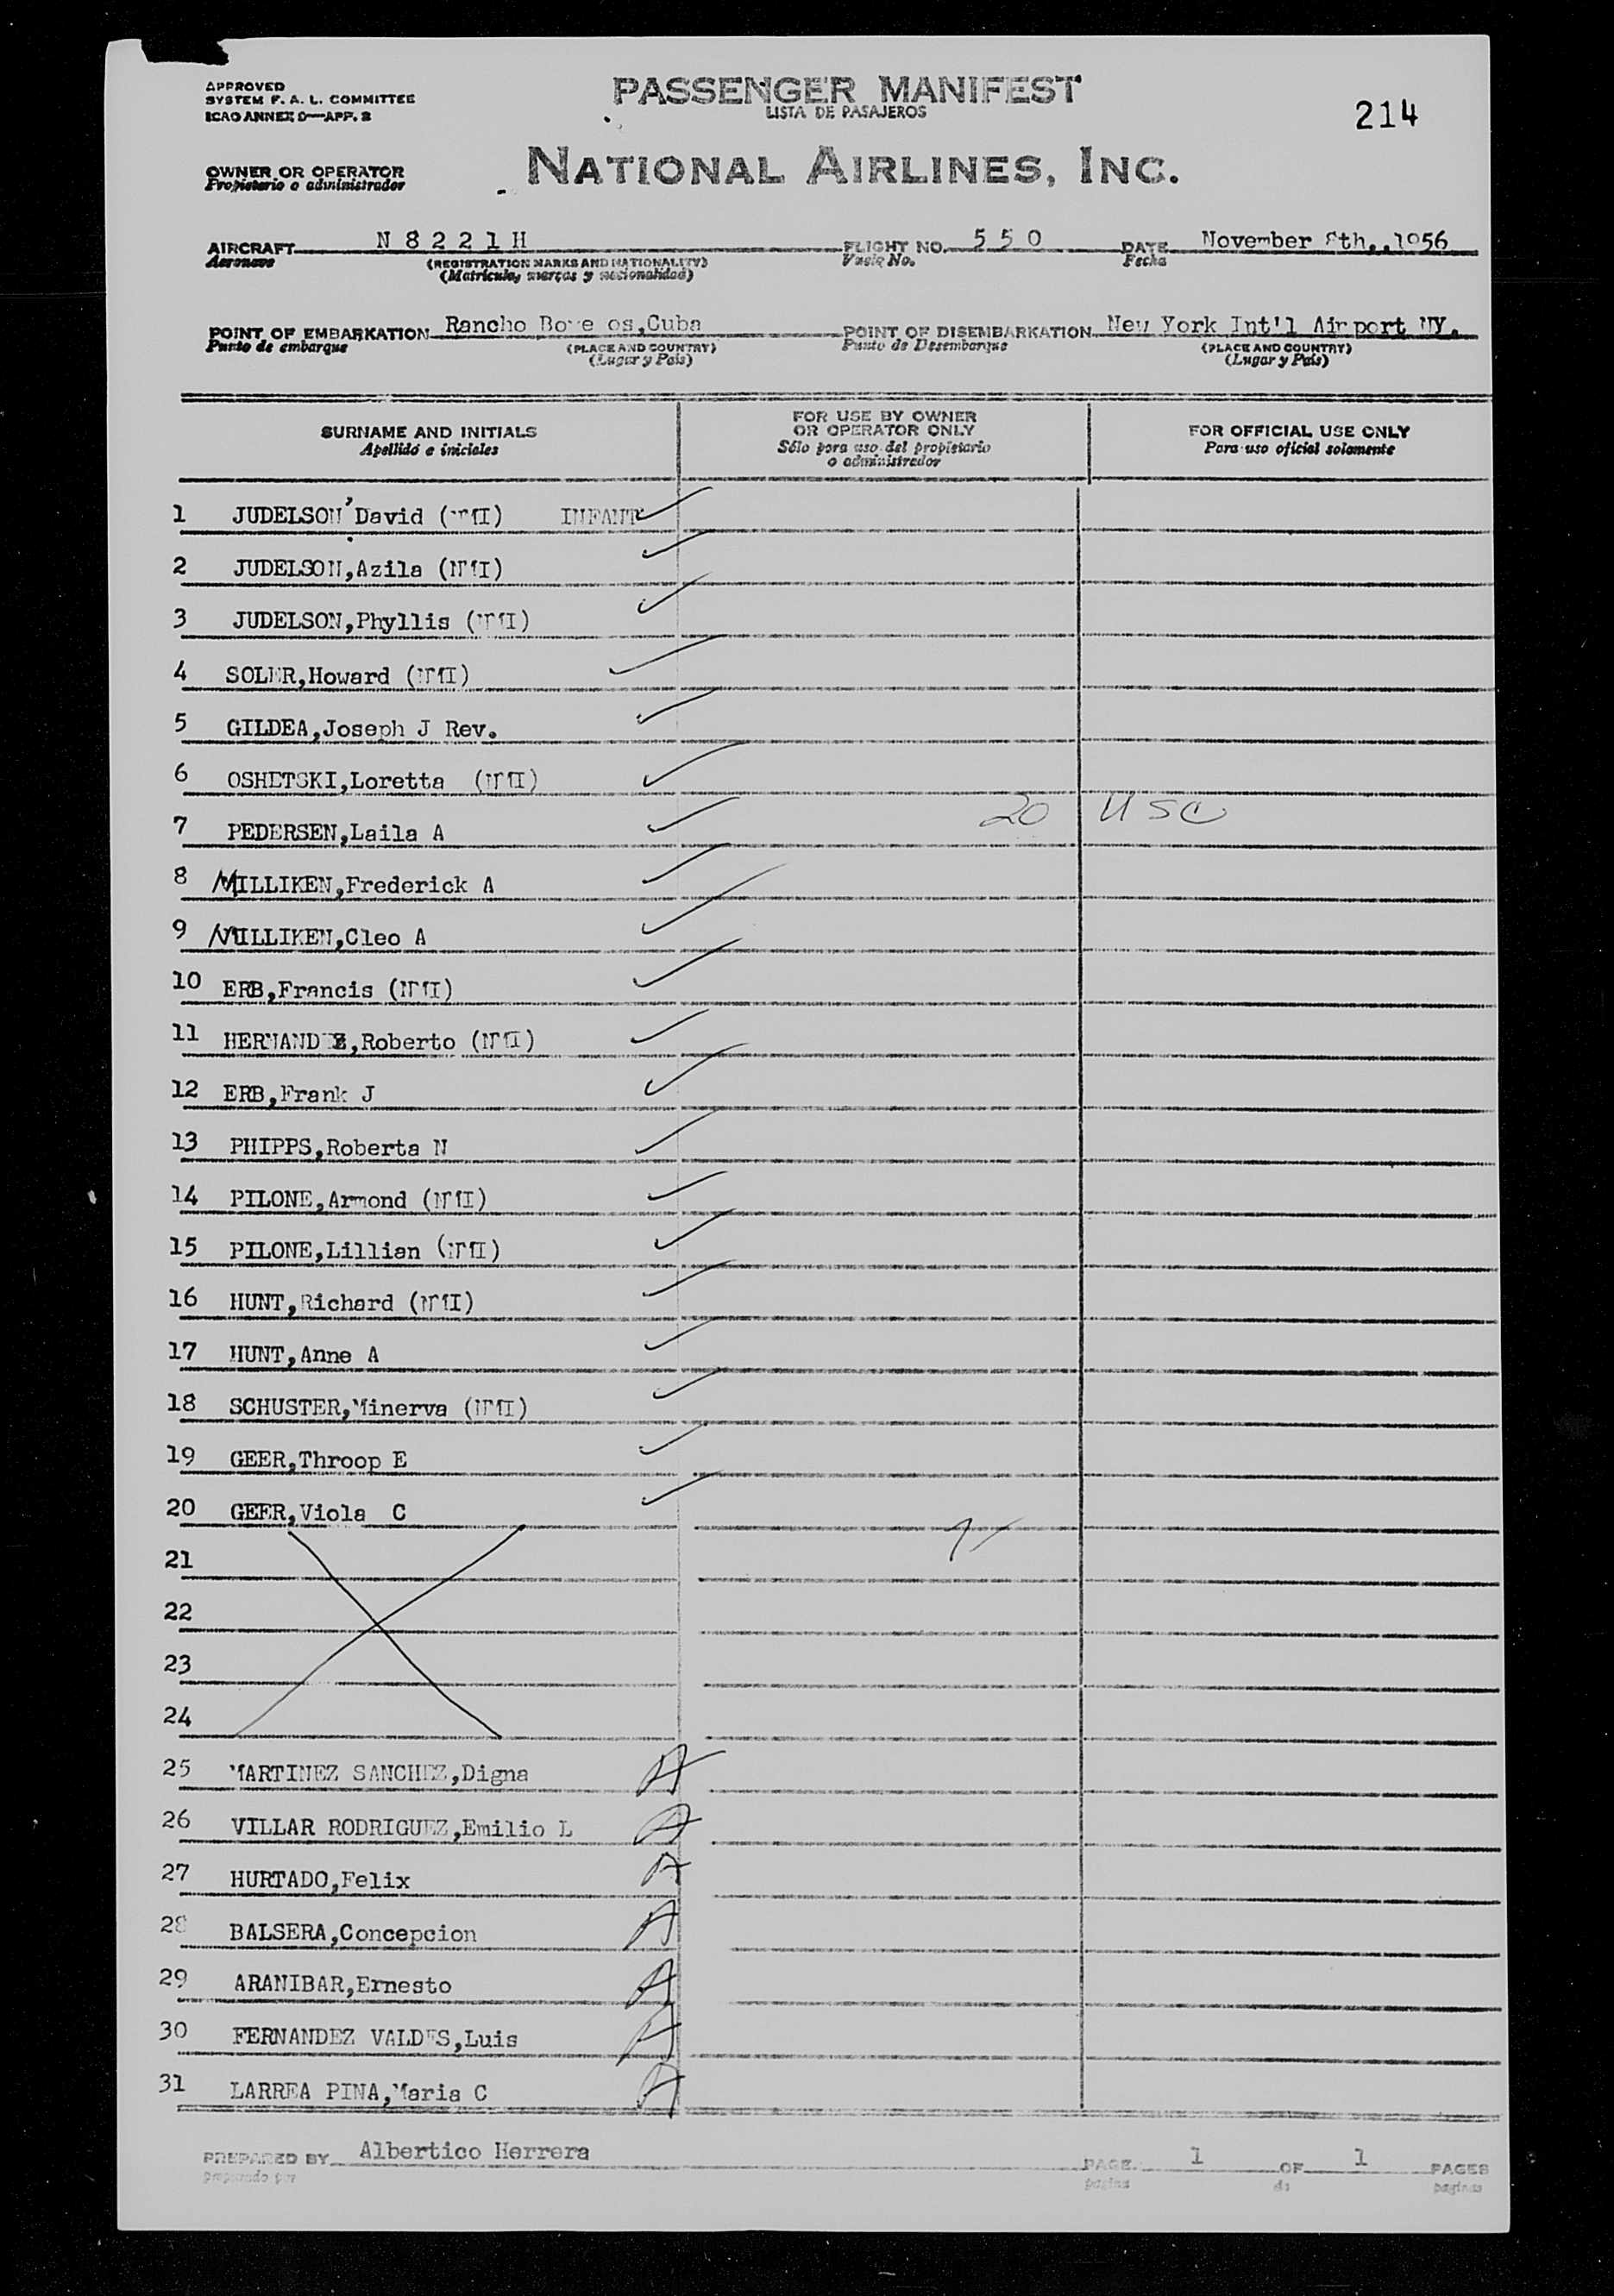 APPROVED
SYSTEM F. A. L. COMMITTEE
ICAO ANNEX 9—APP. 2
PASSENGER MANIFEST
LISTA DE PASAJEROS
214
OWNER OR OPERATOR
Propietario o administrador
NATIONAL AIRLINES, INC.
AIRCRAFT N 8 2 2 1 H FLIGHT NO. 5 5 0 DATE November 8th,.1956
Aeronave (REGISTRATION MARKS AND NATIONALITY) Vuelo No. Fecha
(Matricula, marcas y nacionalidad)
POINT OF EMBARKATION Rancho Boyeros,Cuba POINT OF DISEMBARKATION New York Int'l Airport NY.
Punto de embarque (PLACE AND COUNTRY) Punto de Desembarque (PLACE AND COUNTRY)
(Lugar y País) (Lugar y País)
SURNAME AND INITIALS
Apellido e iniciales
FOR USE BY OWNER
OR OPERATOR ONLY
Sólo para uso del propietario
o administrador
FOR OFFICIAL USE ONLY
Para uso oficial solamente
1 JUDELSON,David (NMI) INFANT
2 JUDELSON,Azila (NMI)
3 JUDELSON,Phyllis (NMI)
4 SOLER,Howard (NMI)
5 GILDEA,Joseph J Rev.
6 OSHETSKI,Loretta (NMI)
7 PEDERSEN,Laila A 20 USC
8 MILLIKEN,Frederick A
9 MILLIKEN,Cleo A
10 ERB,Francis (NMI)
11 HERNANDEZ,Roberto (NMI)
12 ERB,Frank J
13 PHIPPS,Roberta N
14 PILONE,Armond (NMI)
15 PILONE,Lillian (NMI)
16 HUNT,Richard (NMI)
17 HUNT,Anne A
18 SCHUSTER,Minerva (NMI)
19 GEER,Throop E
20 GEER,Viola C
21
22
23
24
25 MARTINEZ SANCHEZ,Digna A
26 VILLAR RODRIGUEZ,Emilio L A
27 HURTADO,Felix A
28 BALSERA,Concepcion A
29 ARANIBAR,Ernesto A
30 FERNANDEZ VALDES,Luis A
31 LARREA PINA,Maria C A
PREPARED BY Albertico Herrera PAGE 1 OF 1 PAGES
preparado por pagina de paginas